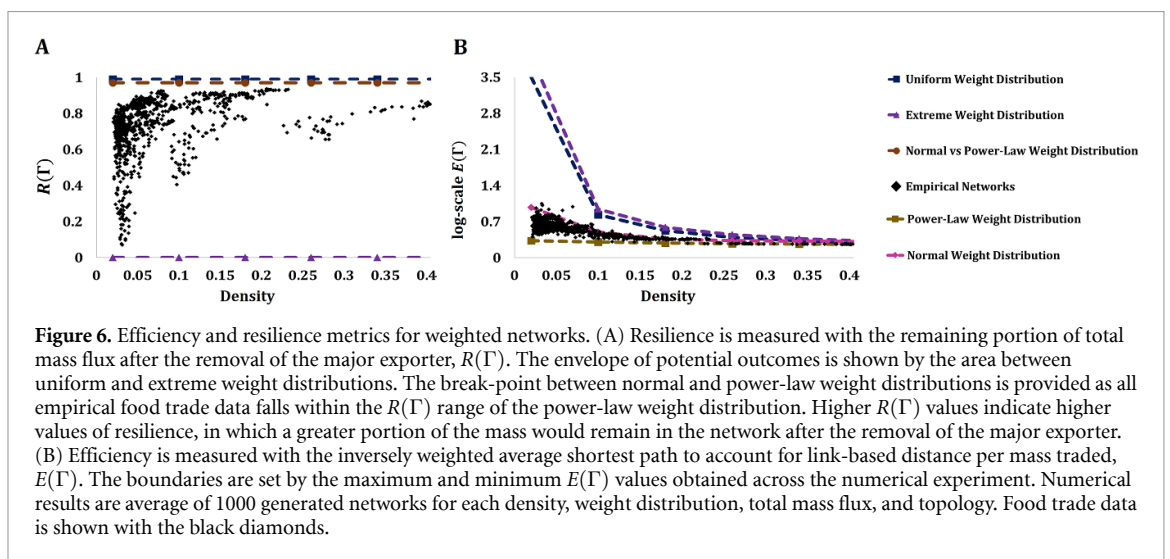 A
B
1
0.8
0.6
0.4
0.2
0
R(Γ)
0 0.05 0.1 0.15 0.2 0.25 0.3 0.35 0.4
Density
3.5
2.8
2.1
1.4
0.7
0
log-scale E(Γ)
0 0.05 0.1 0.15 0.2 0.25 0.3 0.35 0.4
Density
Uniform Weight Distribution
Extreme Weight Distribution
Normal vs Power-Law Weight Distribution
Empirical Networks
Power-Law Weight Distribution
Normal Weight Distribution
Figure 6. Efficiency and resilience metrics for weighted networks. (A) Resilience is measured with the remaining portion of total
mass flux after the removal of the major exporter, R(Γ). The envelope of potential outcomes is shown by the area between
uniform and extreme weight distributions. The break-point between normal and power-law weight distributions is provided as all
empirical food trade data falls within the R(Γ) range of the power-law weight distribution. Higher R(Γ) values indicate higher
values of resilience, in which a greater portion of the mass would remain in the network after the removal of the major exporter.
(B) Efficiency is measured with the inversely weighted average shortest path to account for link-based distance per mass traded,
E(Γ). The boundaries are set by the maximum and minimum E(Γ) values obtained across the numerical experiment. Numerical
results are average of 1000 generated networks for each density, weight distribution, total mass flux, and topology. Food trade data
is shown with the black diamonds.